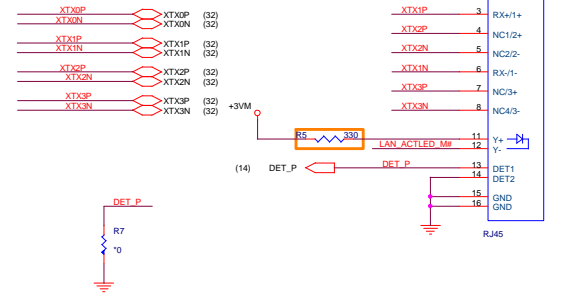 XTX0P XTX0P (32)
XTX0N XTX0N (32)
XTX1P XTX1P (32)
XTX1N XTX1N (32)
XTX2P XTX2P (32)
XTX2N XTX2N (32)
XTX3P XTX3P (32)
XTX3N XTX3N (32)
XTX1P 3 RX+/1+
XTX2P 4 NC1/2+
XTX2N 5 NC2/2-
XTX1N 6 RX-/1-
XTX3P 7 NC/3+
XTX3N 8 NC4/3-
+3VM
R5 330 11 Y+
LAN_ACTLED_M# 12 Y-
(14) DET_P DET_P 13 DET1
14 DET2
15 GND
16 GND
RJ45
DET_P
R7
*0